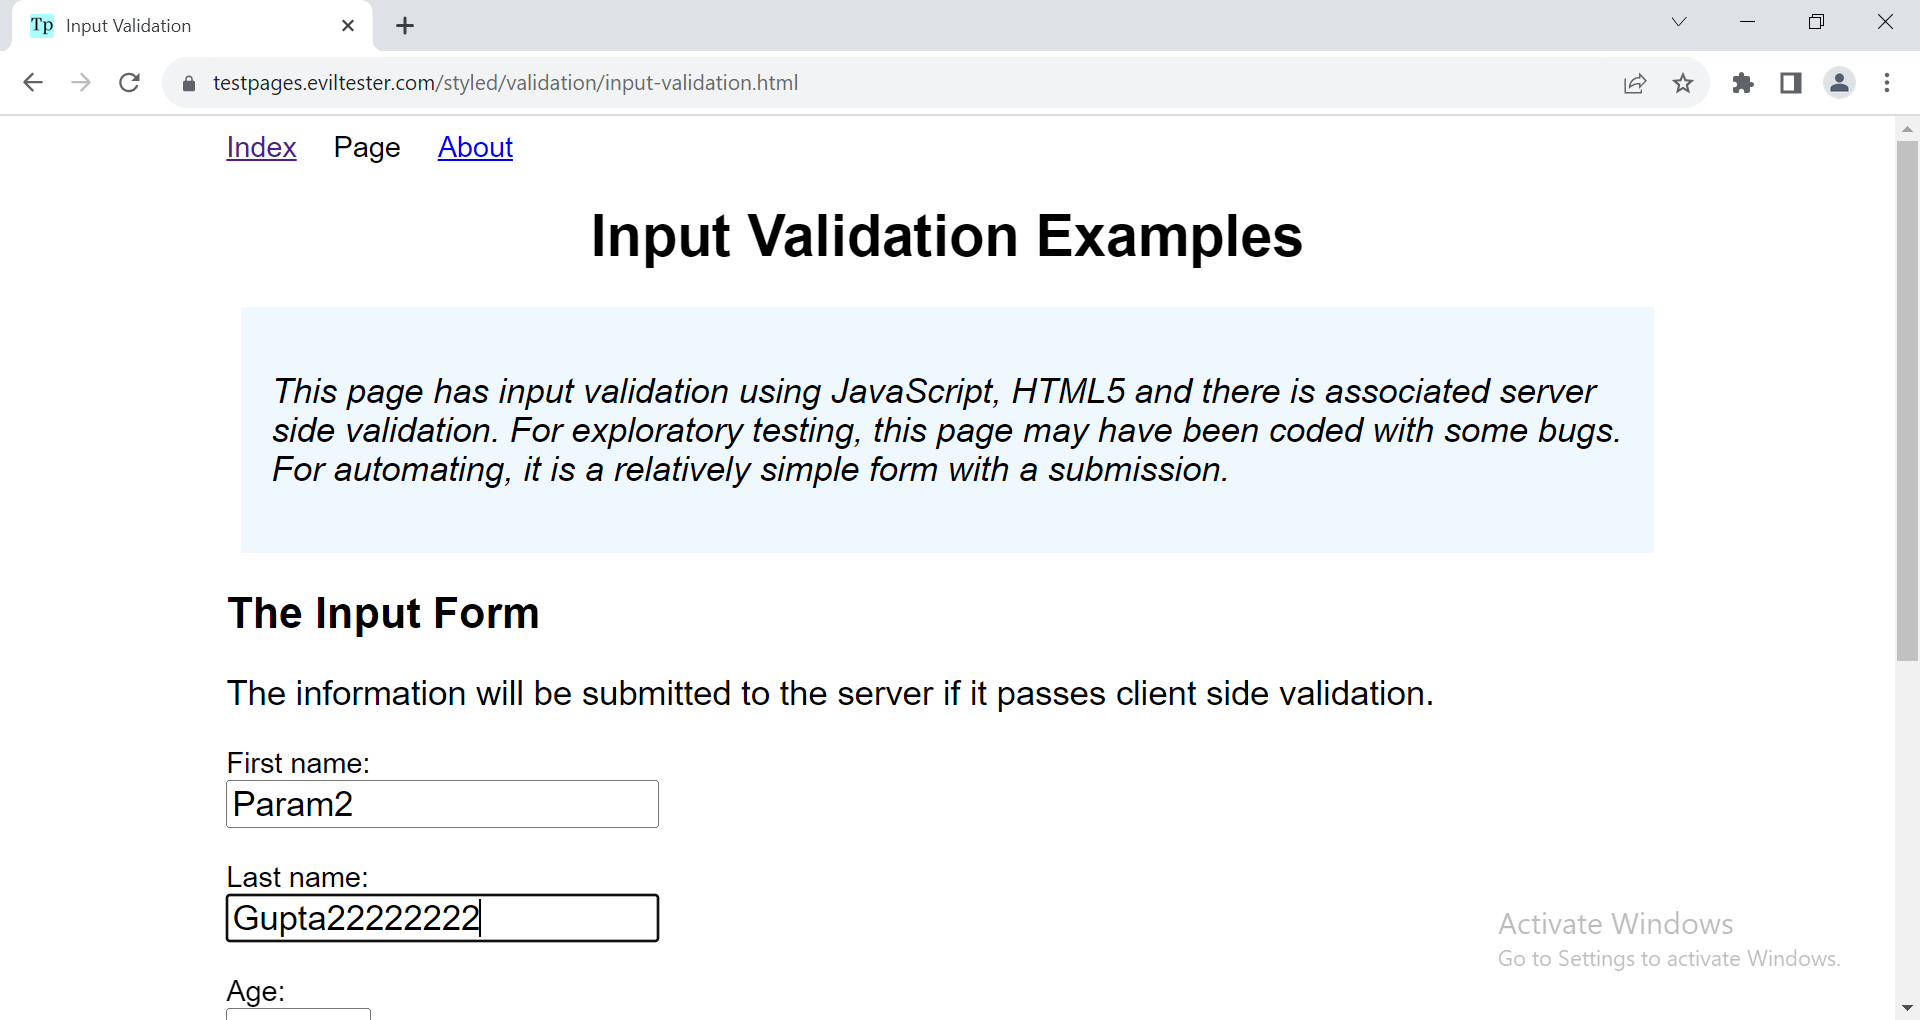 Tp Input Validation
testpages.eviltester.com/styled/validation/input-validation.html
Index Page About
Input Validation Examples
This page has input validation using JavaScript, HTML5 and there is associated server
side validation. For exploratory testing, this page may have been coded with some bugs.
For automating, it is a relatively simple form with a submission.
The Input Form
The information will be submitted to the server if it passes client side validation.
First name:
Param2
Last name:
Gupta22222222
Activate Windows
Go to Settings to activate Windows.
Age: